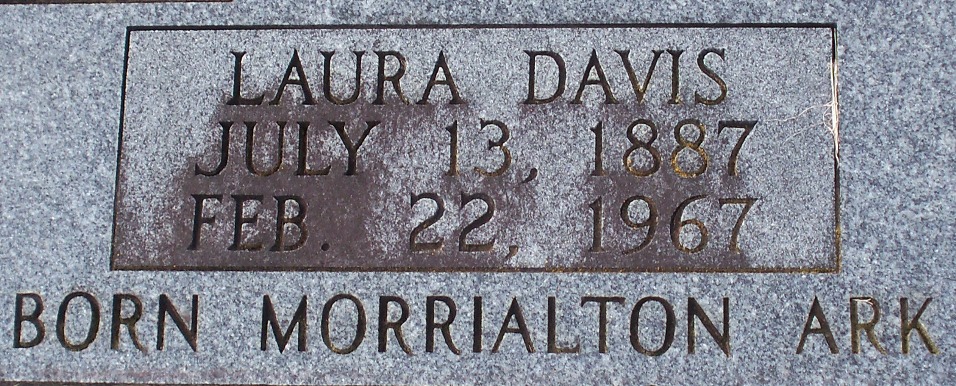 LAURA DAVIS
JULY 13, 1887
FEB. 22, 1967
BORN MORRIALTON ARK